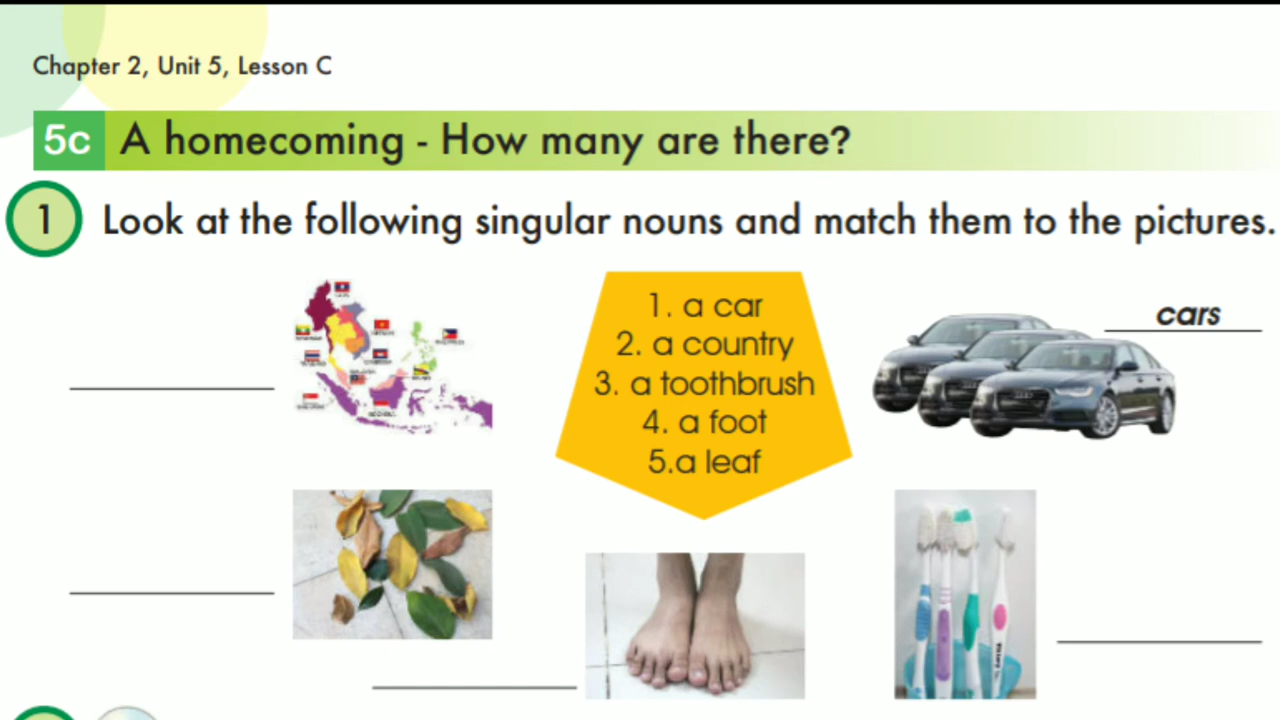 Chapter 2, Unit 5, Lesson C
5c A homecoming - How many are there?
1 Look at the following singular nouns and match them to the pictures.
1. a car
2. a country
3. a toothbrush
4. a foot
5.a leaf
cars